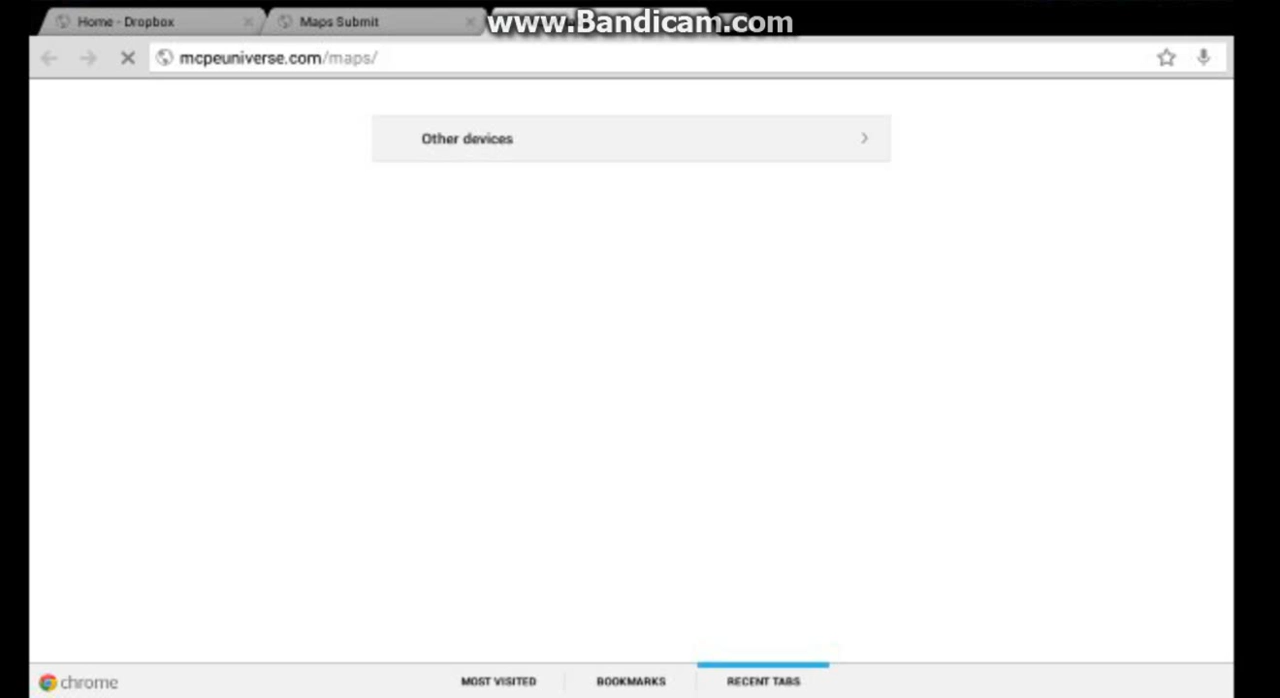 Home - Dropbox
Maps Submit
www.Bandicam.com
mcpeuniverse.com/maps/
Other devices
chrome
MOST VISITED
BOOKMARKS
RECENT TABS